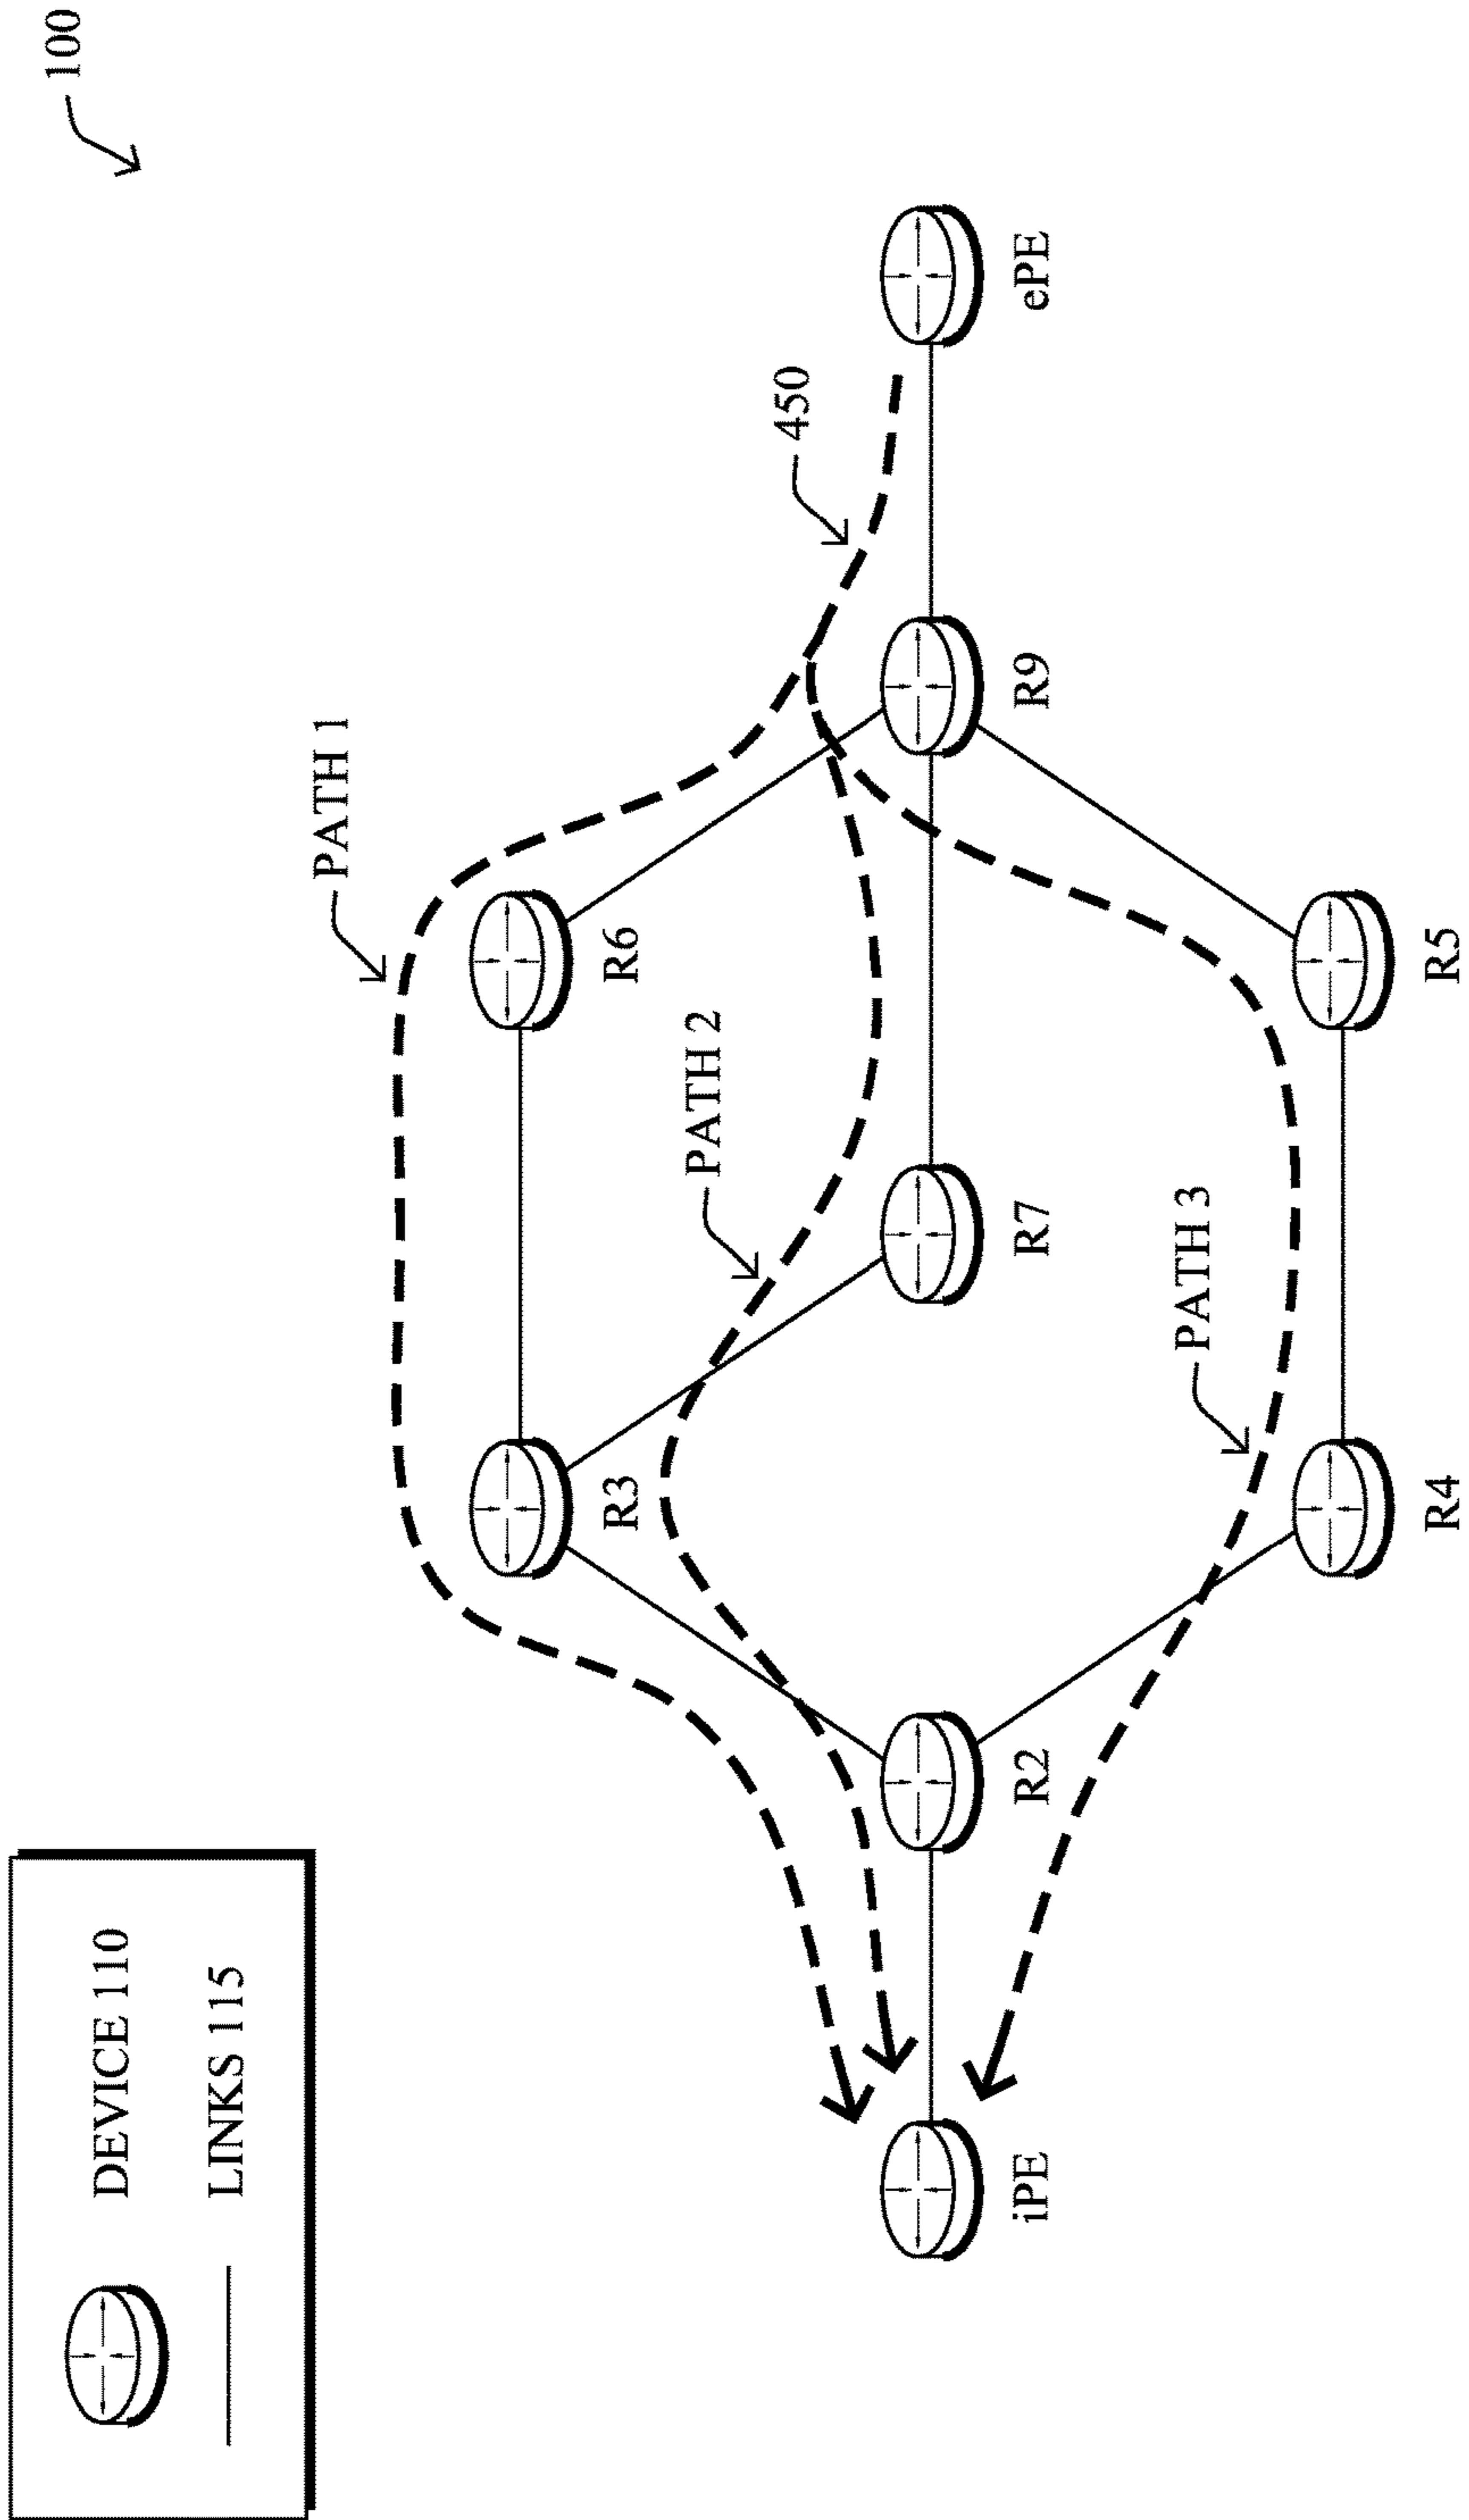 DEVICE 110
LINKS 115
100
PATH 1
450
PATH 2
R3
R6
iPE
R2
R7
R9
ePE
PATH 3
R4
R5